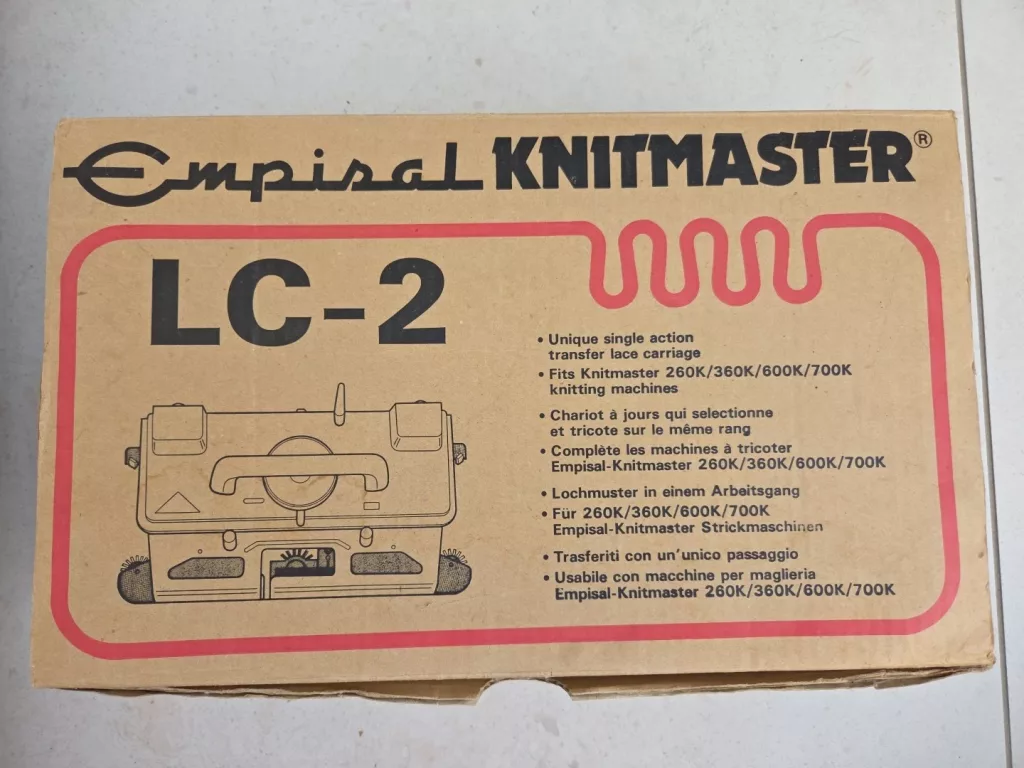 Empisal KNITMASTER®
LC-2
• Unique single action
transfer lace carriage
• Fits Knitmaster 260K/360K/600K/700K
knitting machines
• Chariot à jours qui selectionne
et tricote sur le même rang
• Complète les machines à tricoter
Empisal-Knitmaster 260K/360K/600K/700K
• Lochmuster in einem Arbeitsgang
• Für 260K/360K/600K/700K
Empisal-Knitmaster Strickmaschinen
• Trasferiti con un'unico passaggio
• Usabile con macchine per maglieria
Empisal-Knitmaster 260K/360K/600K/700K